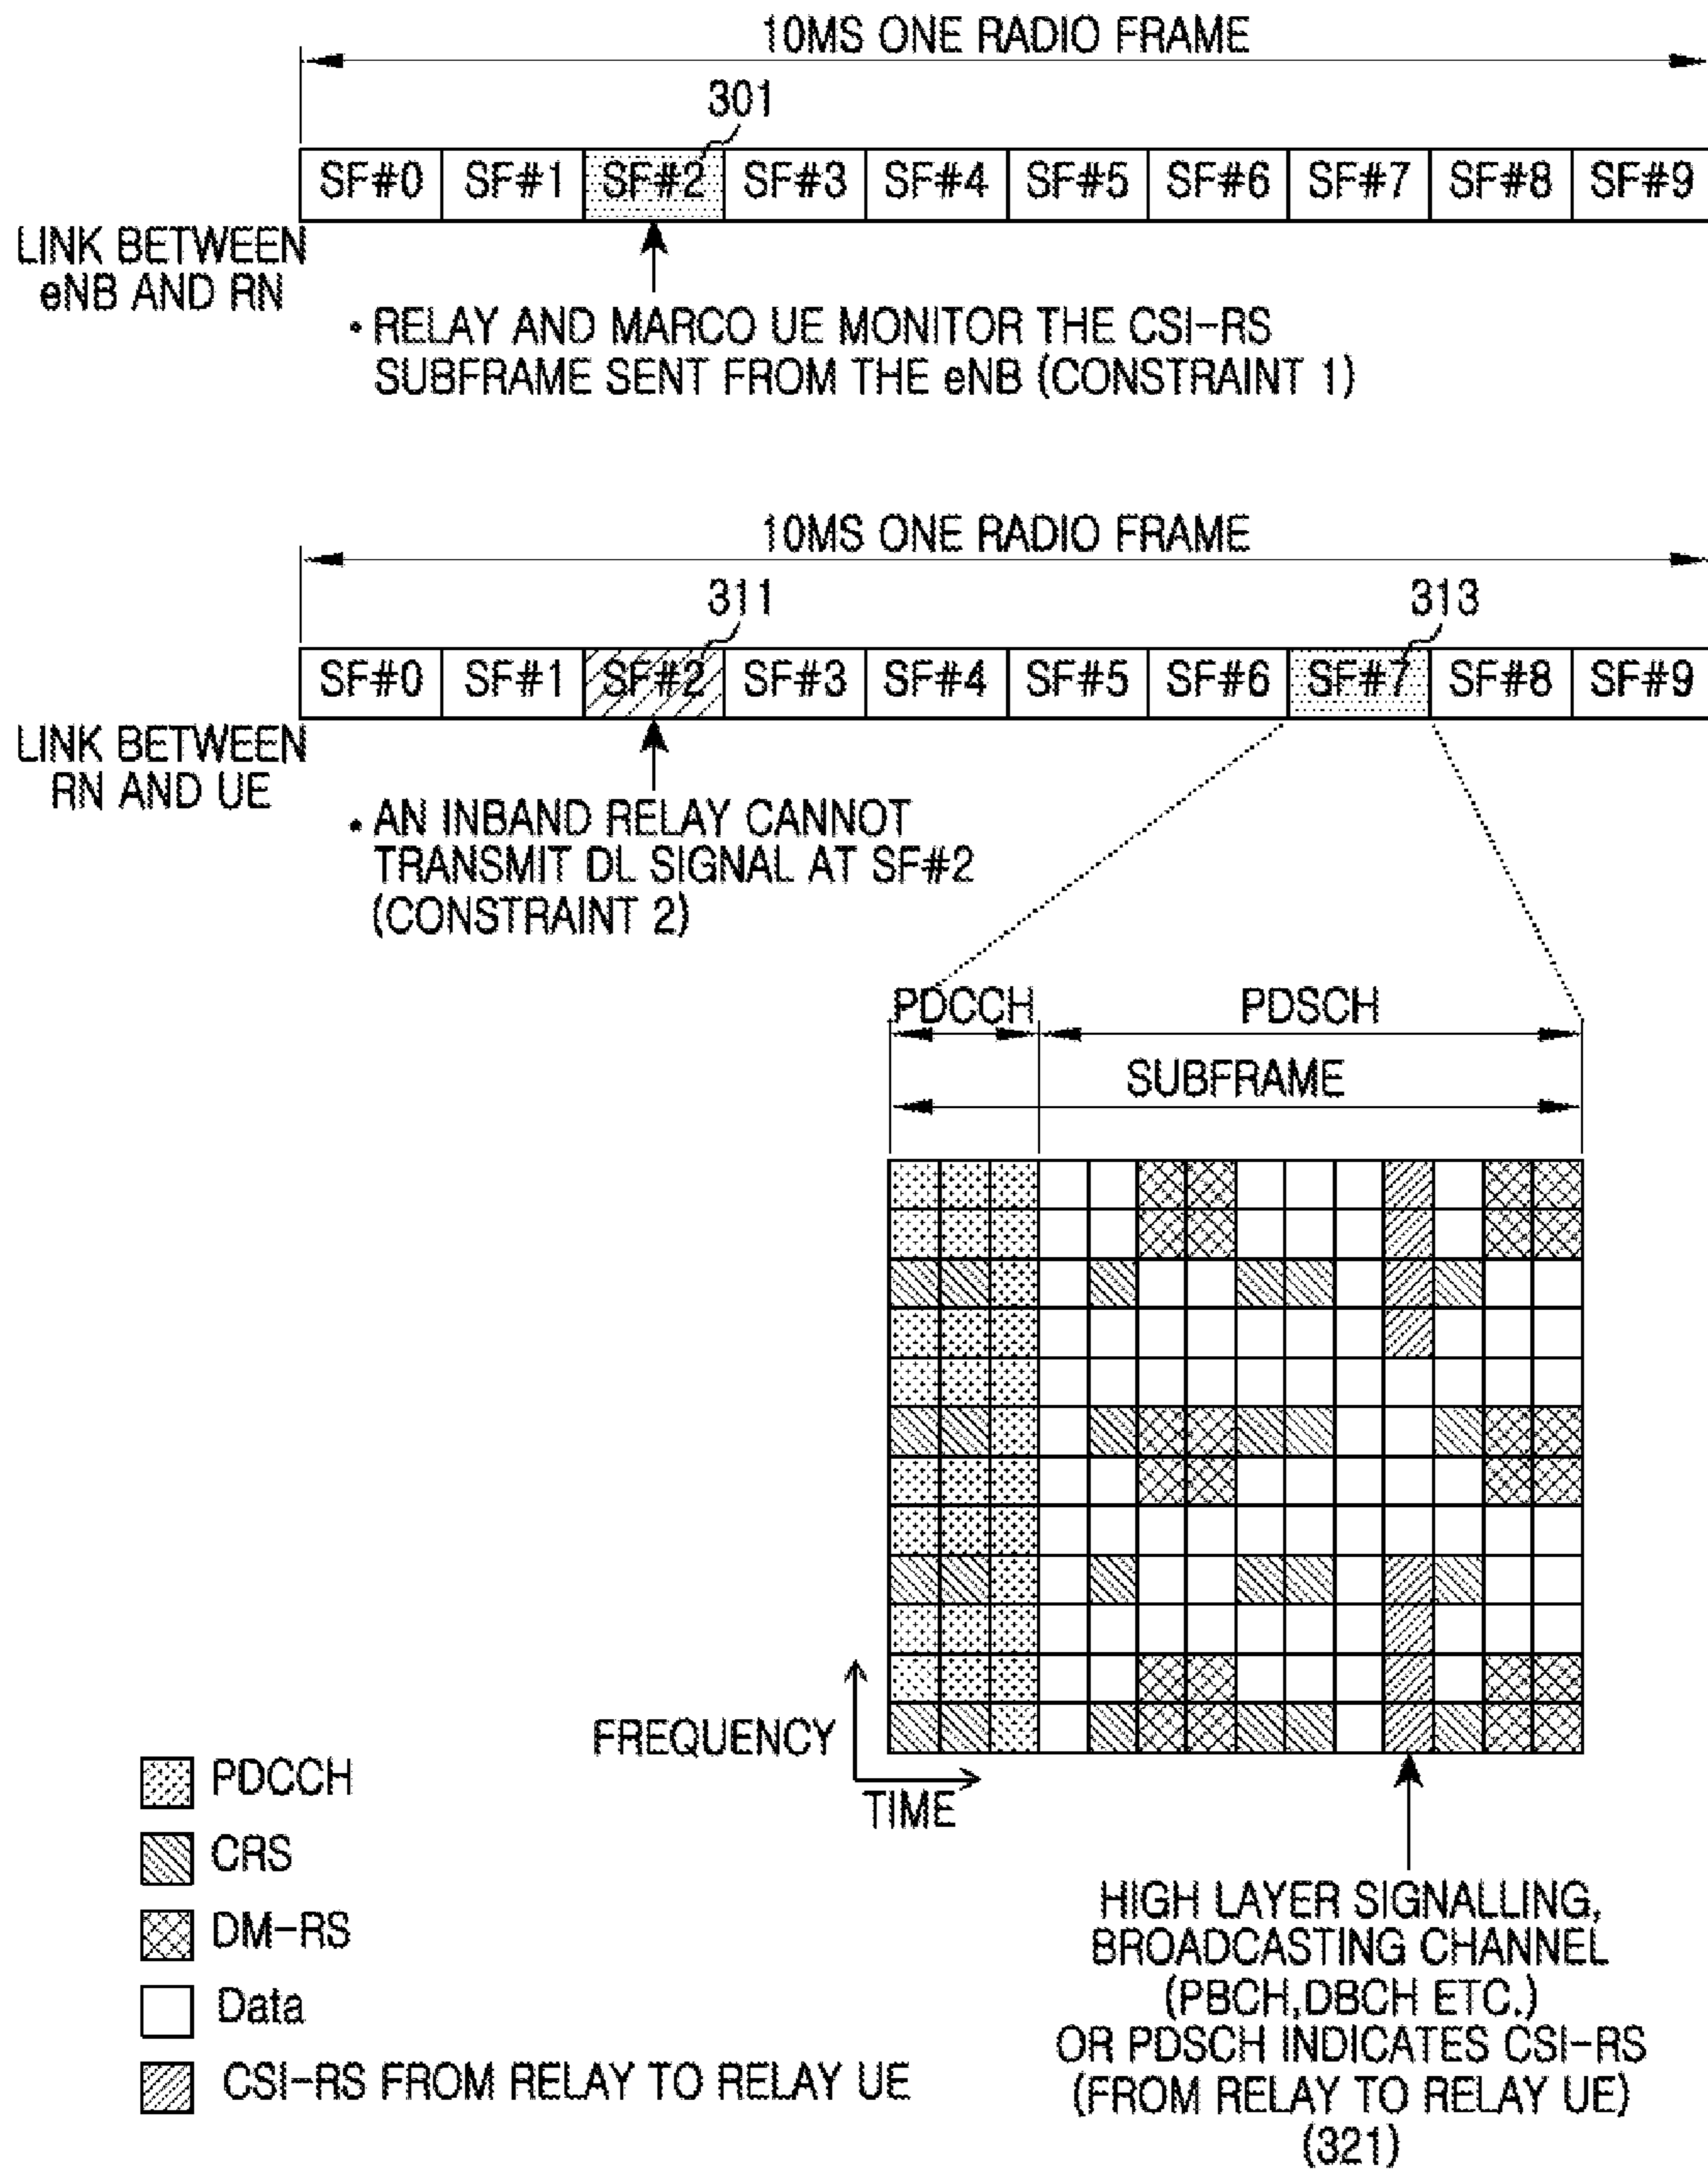 10MS ONE RADIO FRAME
301
SF#0 SF#1 SF#2 SF#3 SF#4 SF#5 SF#6 SF#7 SF#8 SF#9
LINK BETWEEN
eNB AND RN
• RELAY AND MARCO UE MONITOR THE CSI-RS
SUBFRAME SENT FROM THE eNB (CONSTRAINT 1)
10MS ONE RADIO FRAME
311 313
SF#0 SF#1 SF#2 SF#3 SF#4 SF#5 SF#6 SF#7 SF#8 SF#9
LINK BETWEEN
RN AND UE
• AN INBAND RELAY CANNOT
TRANSMIT DL SIGNAL AT SF#2
(CONSTRAINT 2)
PDCCH PDSCH
SUBFRAME
FREQUENCY
TIME
PDCCH
CRS
DM-RS
Data
CSI-RS FROM RELAY TO RELAY UE
HIGH LAYER SIGNALLING,
BROADCASTING CHANNEL
(PBCH,DBCH ETC.)
OR PDSCH INDICATES CSI-RS
(FROM RELAY TO RELAY UE)
(321)